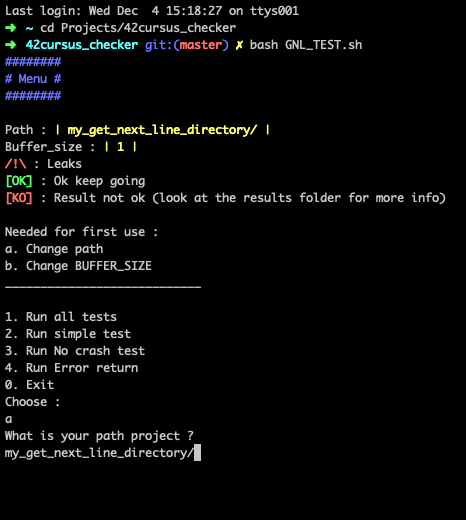 Last login: Wed Dec  4 15:18:27 on ttys001
➜  ~ cd Projects/42cursus_checker
➜  42cursus_checker git:(master) ✗ bash GNL_TEST.sh
########
# Menu #
########
Path : | my_get_next_line_directory/ |
Buffer_size : | 1 |
/!\ : Leaks
[OK] : Ok keep going
[KO] : Result not ok (look at the results folder for more info)
Needed for first use :
a. Change path
b. Change BUFFER_SIZE
____________________________
1. Run all tests
2. Run simple test
3. Run No crash test
4. Run Error return
0. Exit
Choose :
a
What is your path project ?
my_get_next_line_directory/